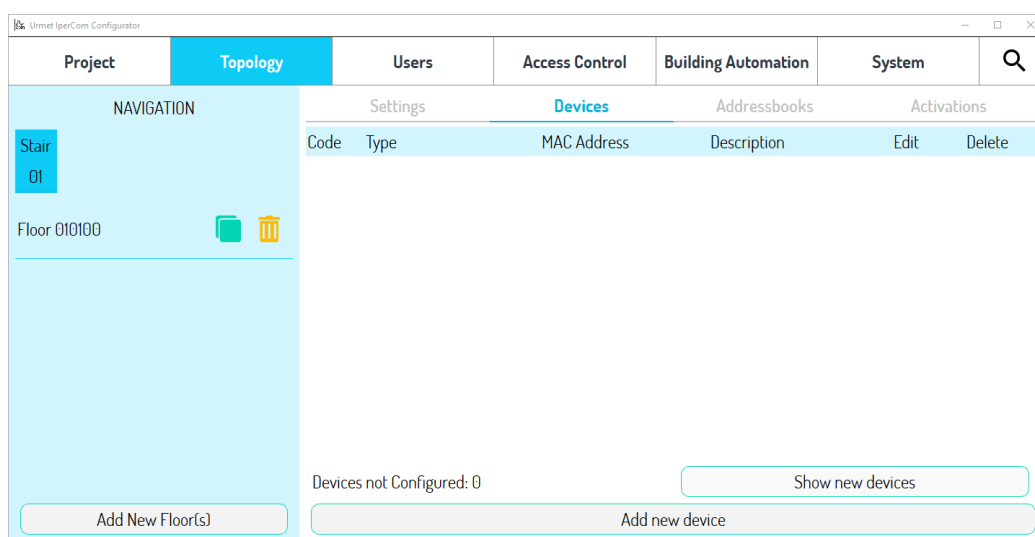 Urmet IperCom Configurator
Project Topology Users Access Control Building Automation System
NAVIGATION
Settings Devices Addressbooks Activations
Stair
01
Code Type MAC Address Description Edit Delete
Floor 010100
Devices not Configured: 0
Show new devices
Add New Floor(s)
Add new device